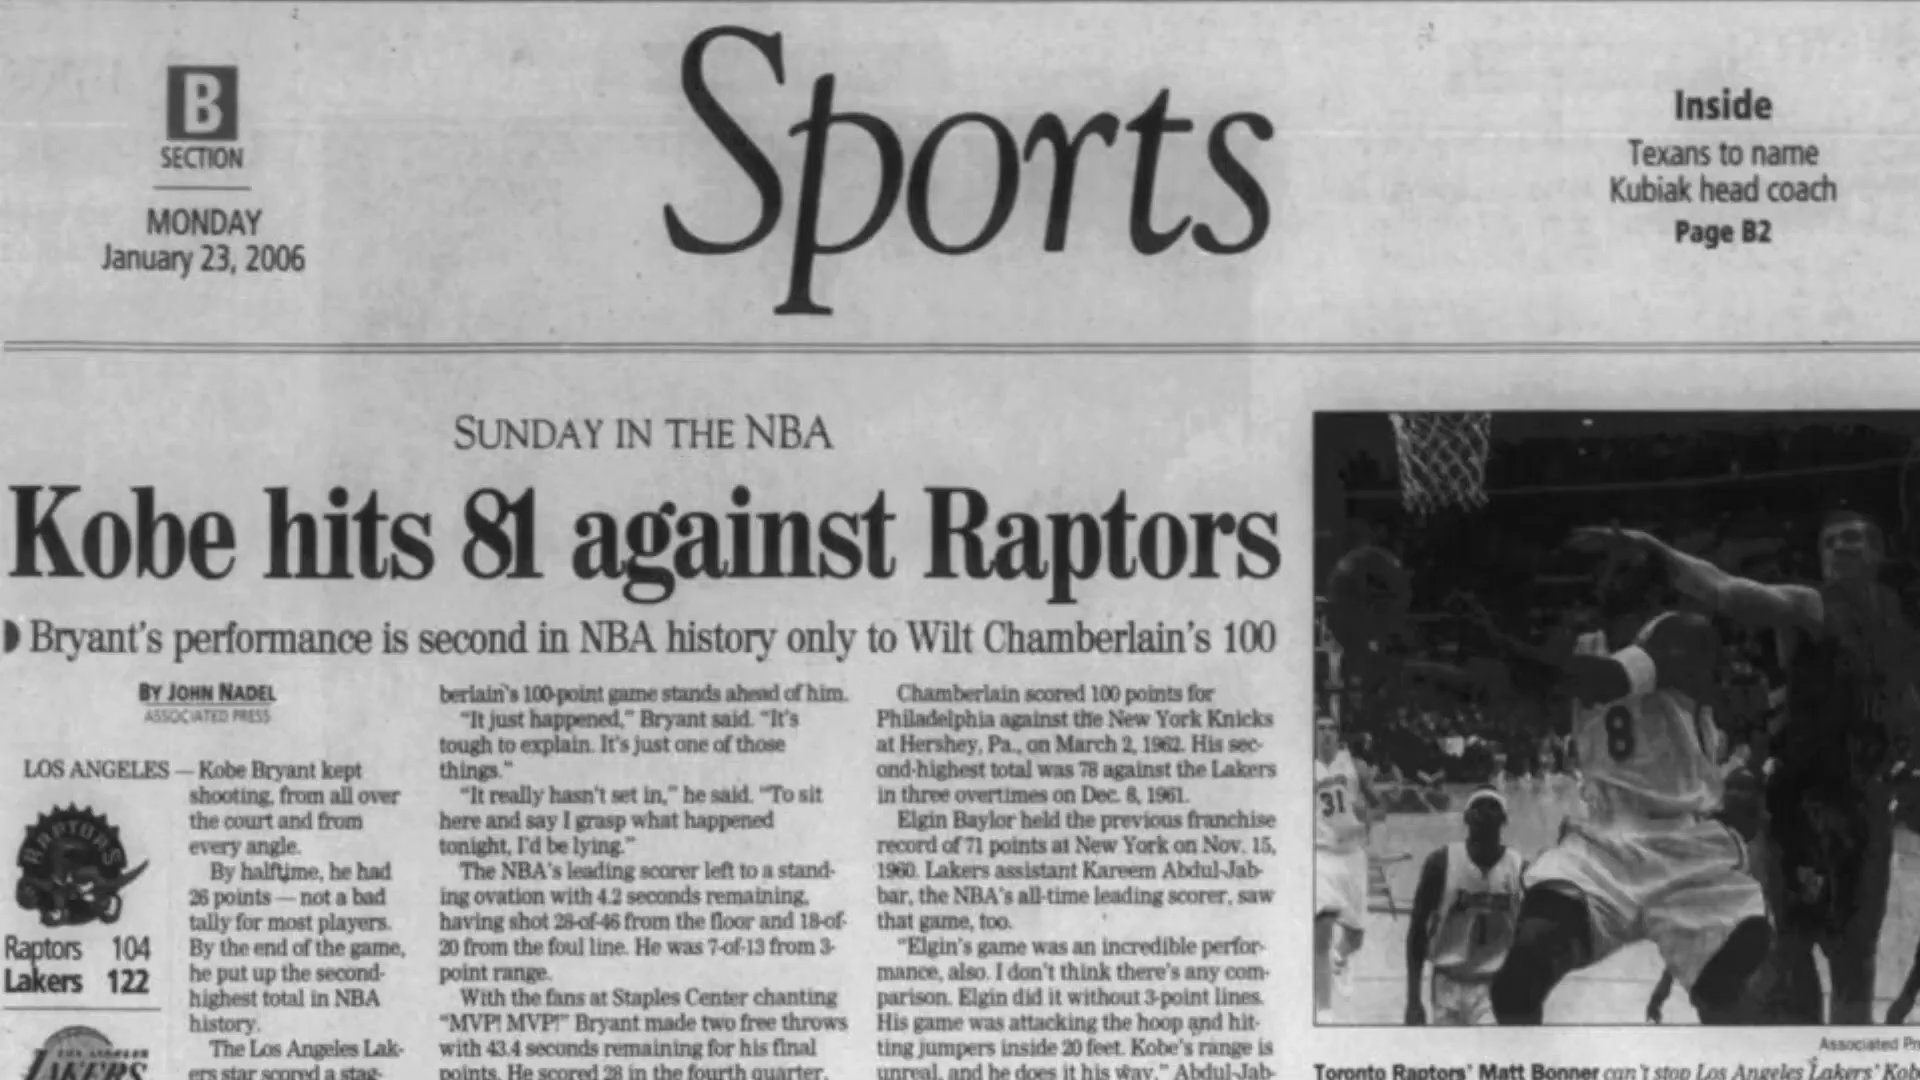 B
SECTION
MONDAY
January 23, 2006
Sports
Inside
Texans to name
Kubiak head coach
Page B2
SUNDAY IN THE NBA
Kobe hits 81 against Raptors
Bryant's performance is second in NBA history only to Wilt Chamberlain's 100
BY JOHN NADEL
ASSOCIATED PRESS
LOS ANGELES — Kobe Bryant kept
shooting, from all over
the court and from
every angle.
By halftime, he had
26 points — not a bad
tally for most players.
By the end of the game,
he put up the second-
highest total in NBA
history.
The Los Angeles Lak-
ers star scored a stag-
RAPTORS
Raptors 104
Lakers 122
LAKERS
berlain's 100-point game stands ahead of him.
"It just happened," Bryant said. "It's
tough to explain. It's just one of those
things."
"It really hasn't set in," he said. "To sit
here and say I grasp what happened
tonight, I'd be lying."
The NBA's leading scorer left to a stand-
ing ovation with 4.2 seconds remaining,
having shot 28-of-46 from the floor and 18-of-
20 from the foul line. He was 7-of-13 from 3-
point range.
With the fans at Staples Center chanting
"MVP! MVP!" Bryant made two free throws
with 43.4 seconds remaining for his final
points. He scored 28 in the fourth quarter.
Chamberlain scored 100 points for
Philadelphia against the New York Knicks
at Hershey, Pa., on March 2, 1962. His sec-
ond-highest total was 78 against the Lakers
in three overtimes on Dec. 8, 1961.
Elgin Baylor held the previous franchise
record of 71 points at New York on Nov. 15,
1960. Lakers assistant Kareem Abdul-Jab-
bar, the NBA's all-time leading scorer, saw
that game, too.
"Elgin's game was an incredible perfor-
mance, also. I don't think there's any com-
parison. Elgin did it without 3-point lines.
His game was attacking the hoop and hit-
ting jumpers inside 20 feet. Kobe's range is
unreal, and he does it his way," Abdul-Jab-
8
31
1
Associated Pr
Toronto Raptors' Matt Bonner can't stop Los Angeles Lakers' Kob